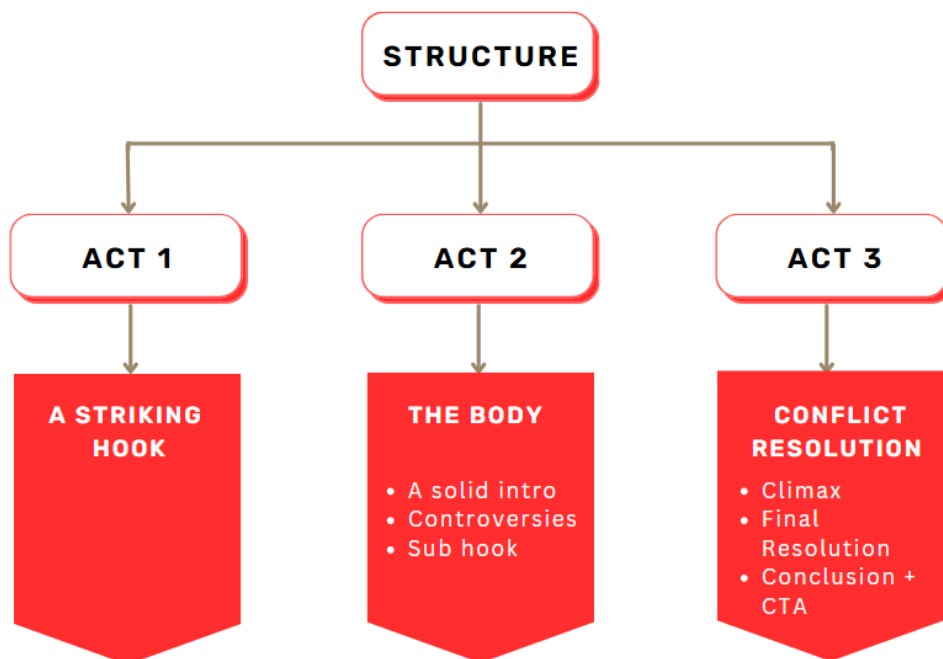 STRUCTURE
ACT 1
ACT 2
ACT 3
A STRIKING
HOOK
THE BODY
• A solid intro
• Controversies
• Sub hook
CONFLICT
RESOLUTION
• Climax
• Final
Resolution
• Conclusion +
CTA